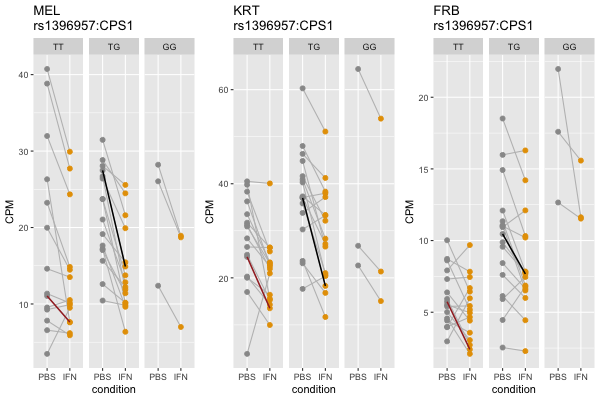 MEL
rs1396957:CPS1
TT TG GG
CPM
40
30
20
10
PBS IFN PBS IFN PBS IFN
condition
KRT
rs1396957:CPS1
TT TG GG
CPM
60
40
20
PBS IFN PBS IFN PBS IFN
condition
FRB
rs1396957:CPS1
TT TG GG
CPM
20
15
10
5
PBS IFN PBS IFN PBS IFN
condition